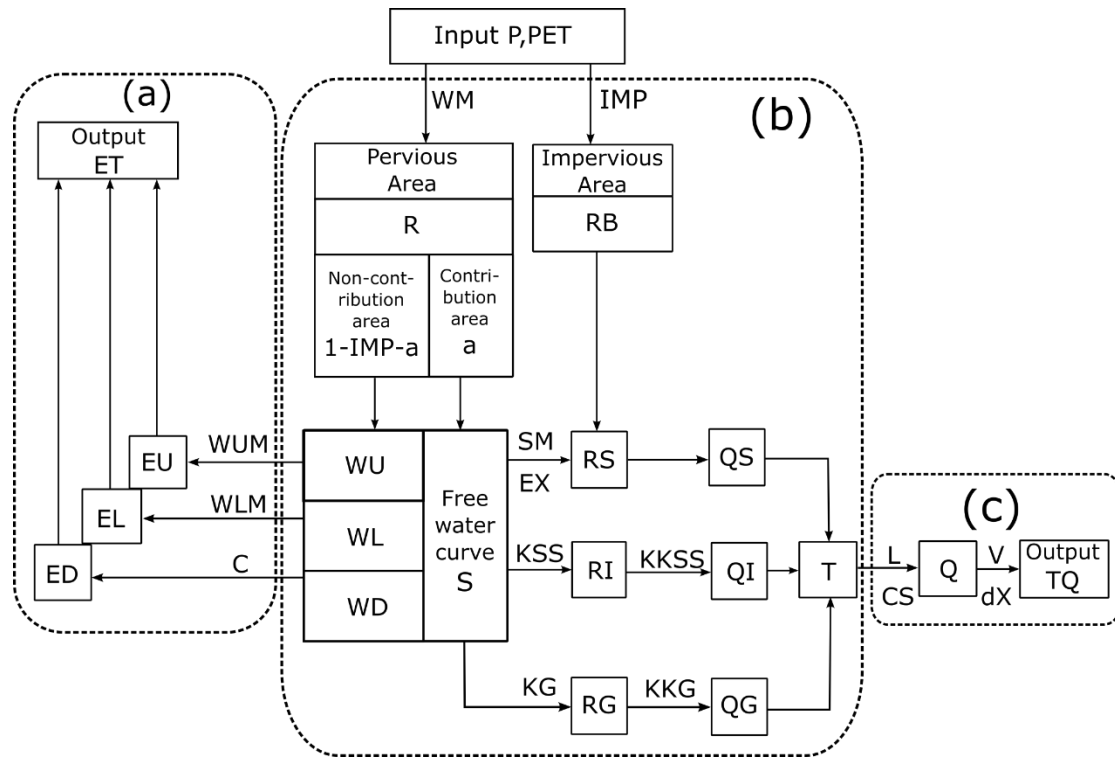 Input P,PET
(a)
WM
IMP
(b)
Output
ET
Pervious
Area
Impervious
Area
R
RB
Non-cont-
ribution
area
1-IMP-a
Contri-
bution
area
a
WUM
EU
WLM
EL
C
ED
WU
WL
WD
Free
water
curve
S
SM
EX
RS
QS
KSS
RI
KKSS
QI
T
KG
RG
KKG
QG
(c)
L
CS
Q
V
dX
Output
TQ